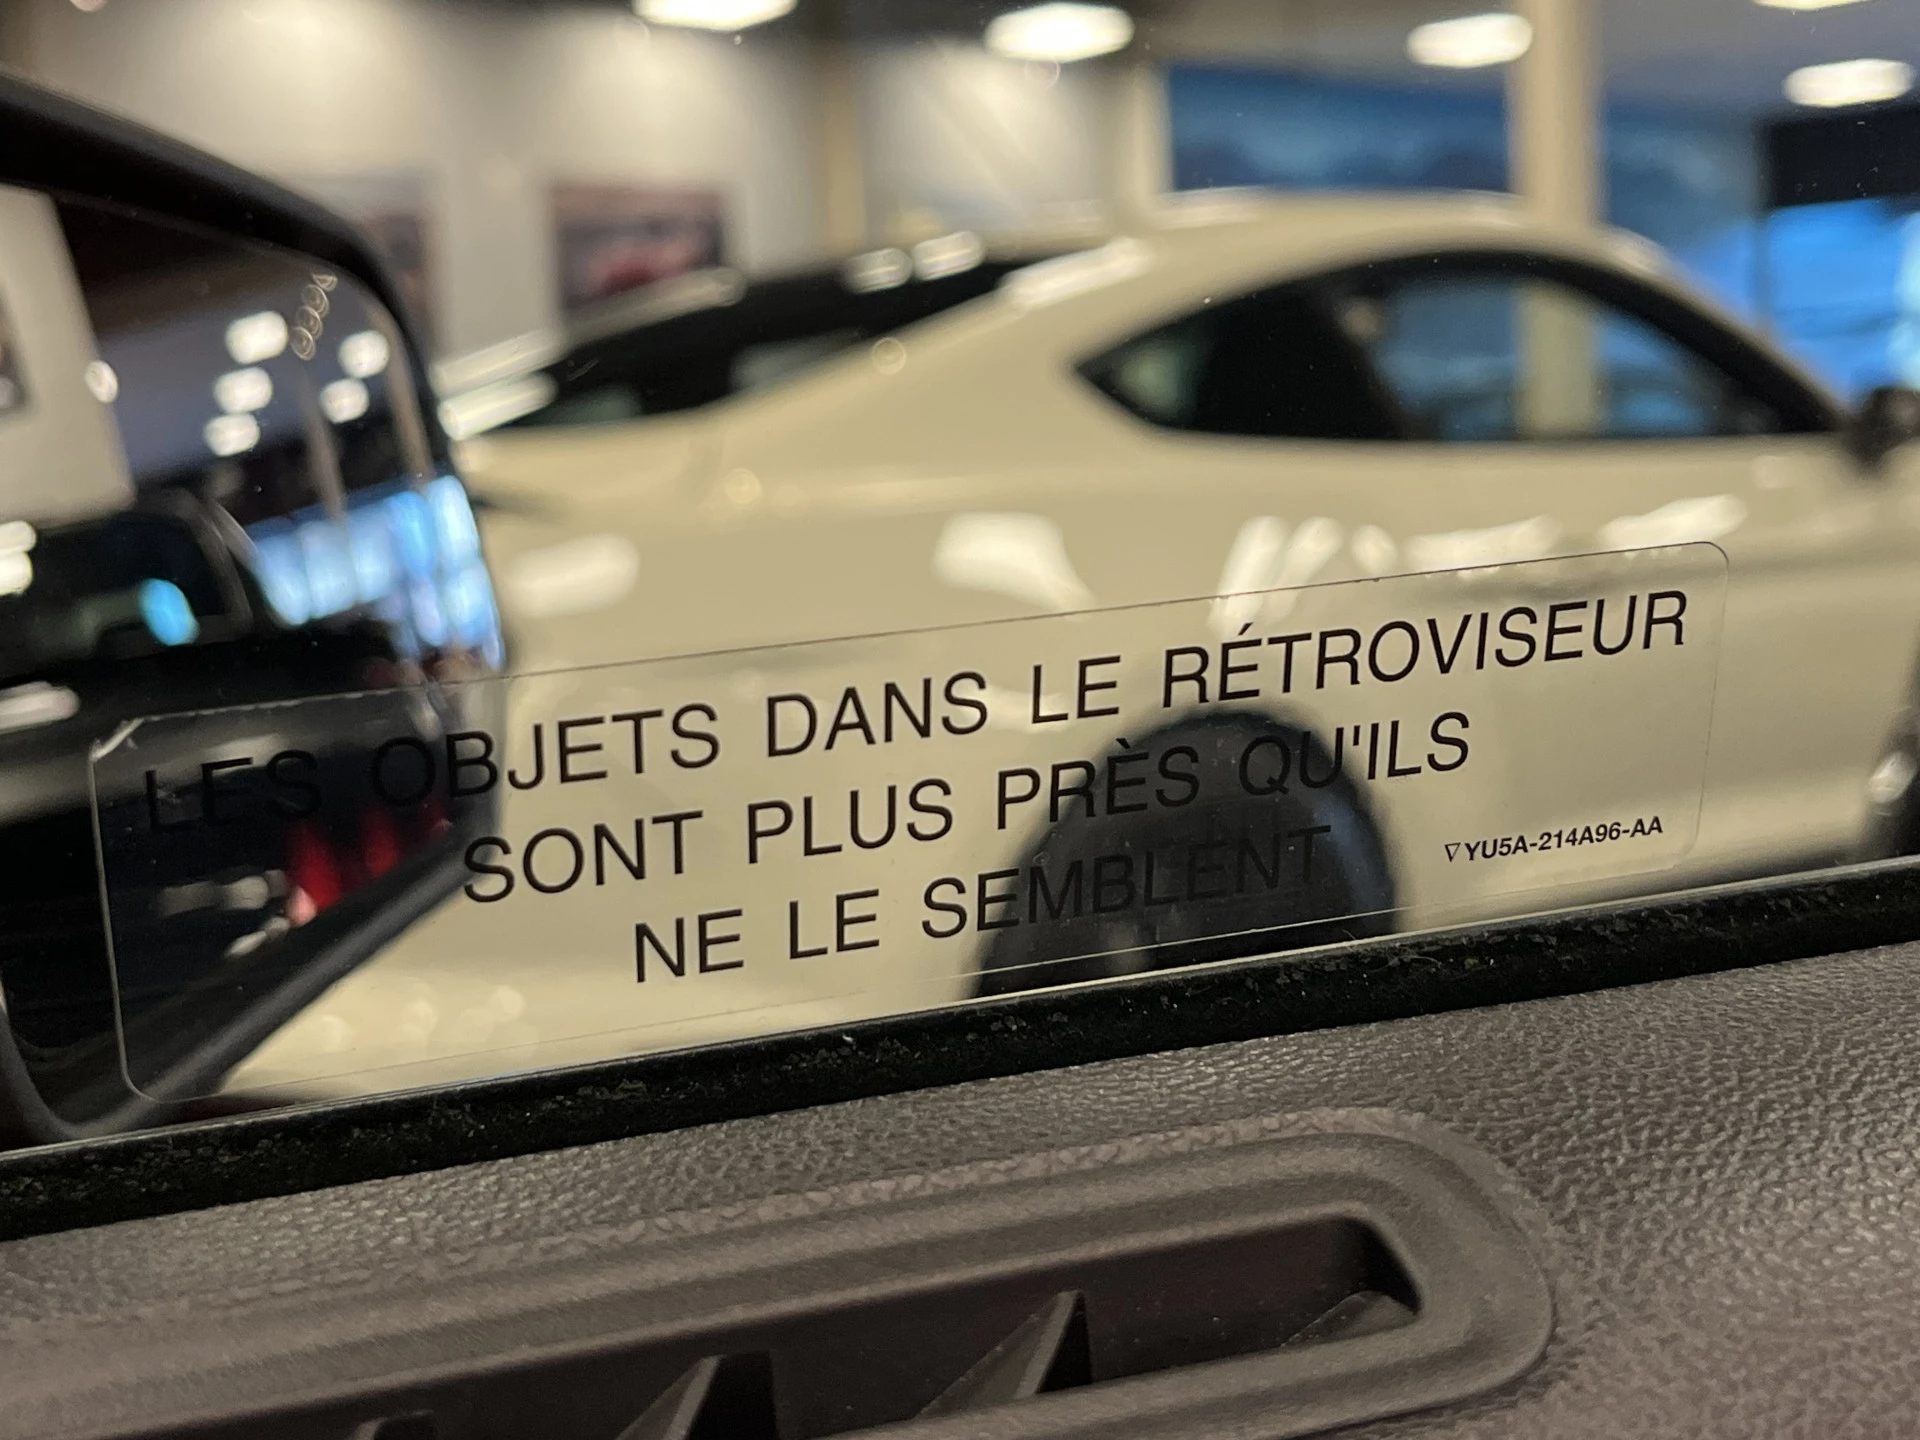 LES OBJETS DANS LE RÉTROVISEUR
SONT PLUS PRÈS QU'ILS
NE LE SEMBLENT
YU5A-214A96-AA